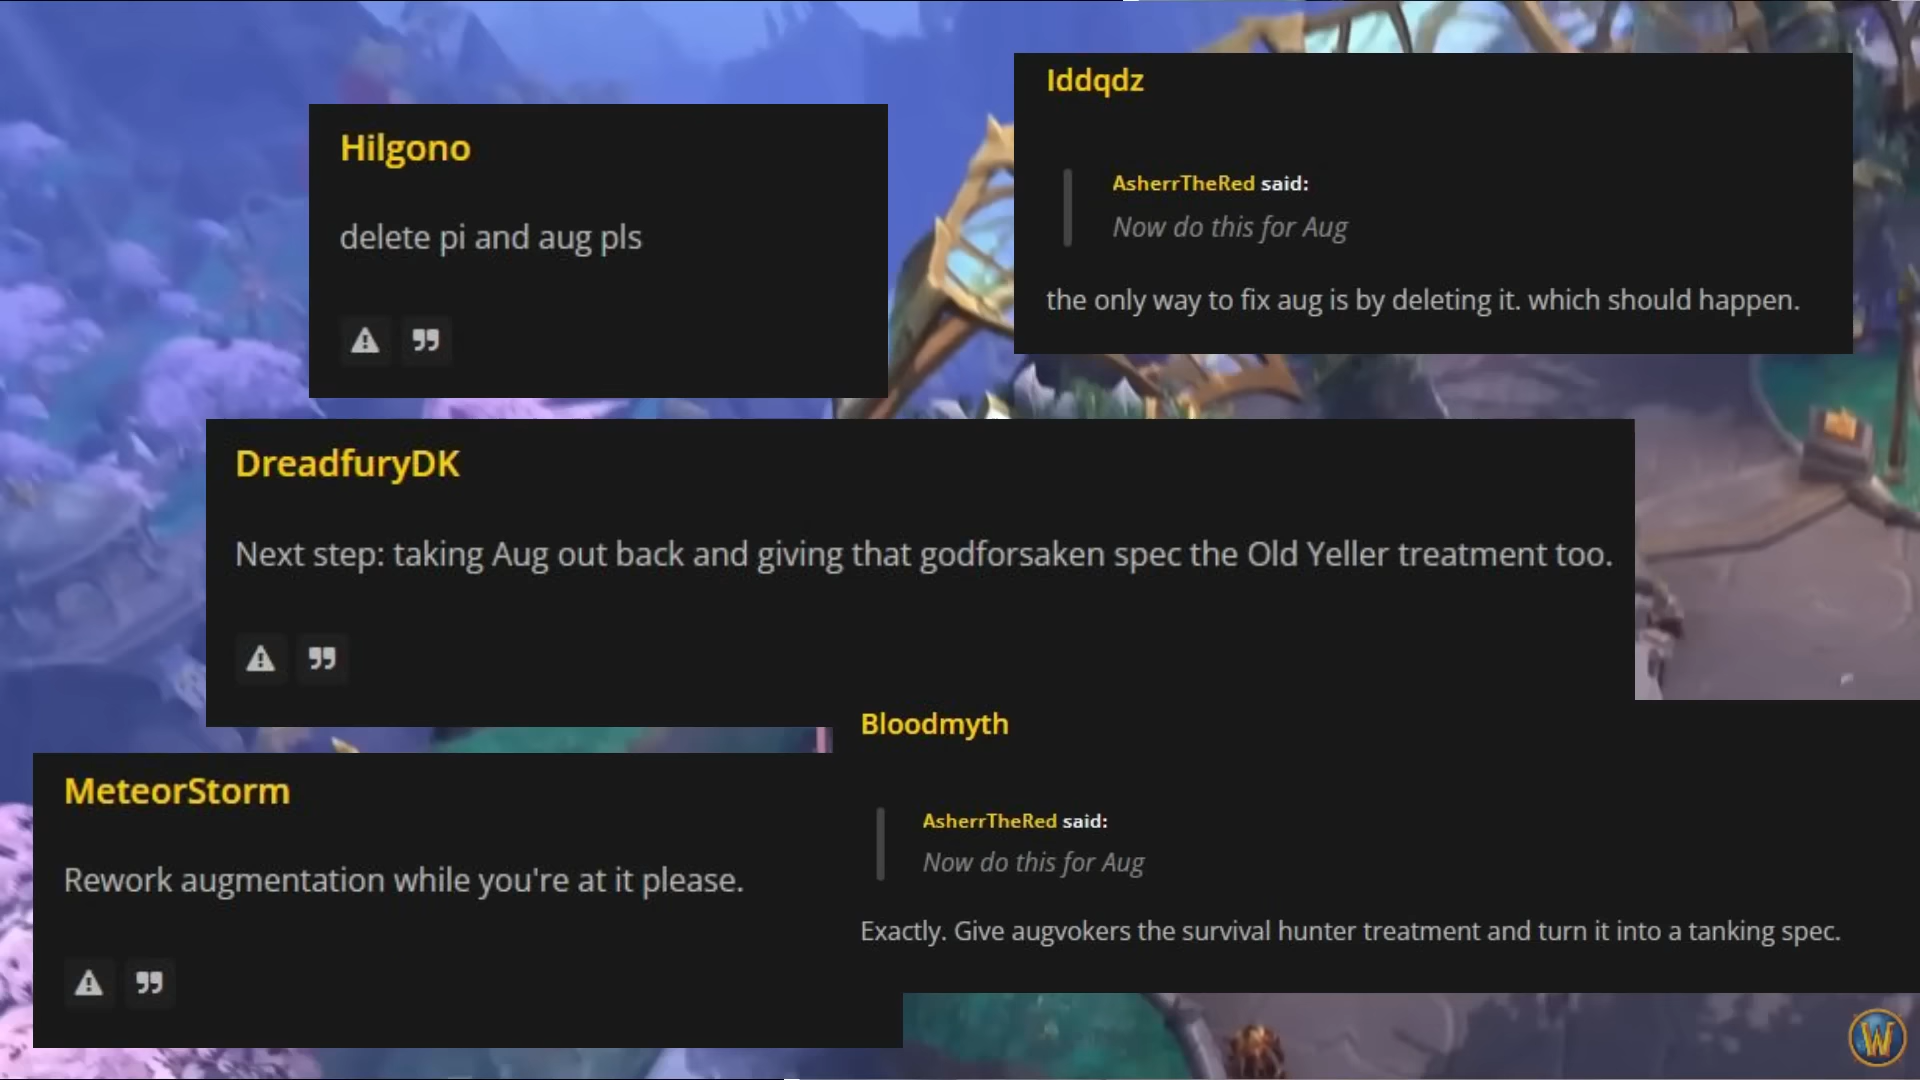 Hilgono
delete pi and aug pls
Iddqdz
AsherrTheRed said:
Now do this for Aug
the only way to fix aug is by deleting it. which should happen.
DreadfuryDK
Next step: taking Aug out back and giving that godforsaken spec the Old Yeller treatment too.
MeteorStorm
Rework augmentation while you're at it please.
Bloodmyth
AsherrTheRed said:
Now do this for Aug
Exactly. Give augvokers the survival hunter treatment and turn it into a tanking spec.
W